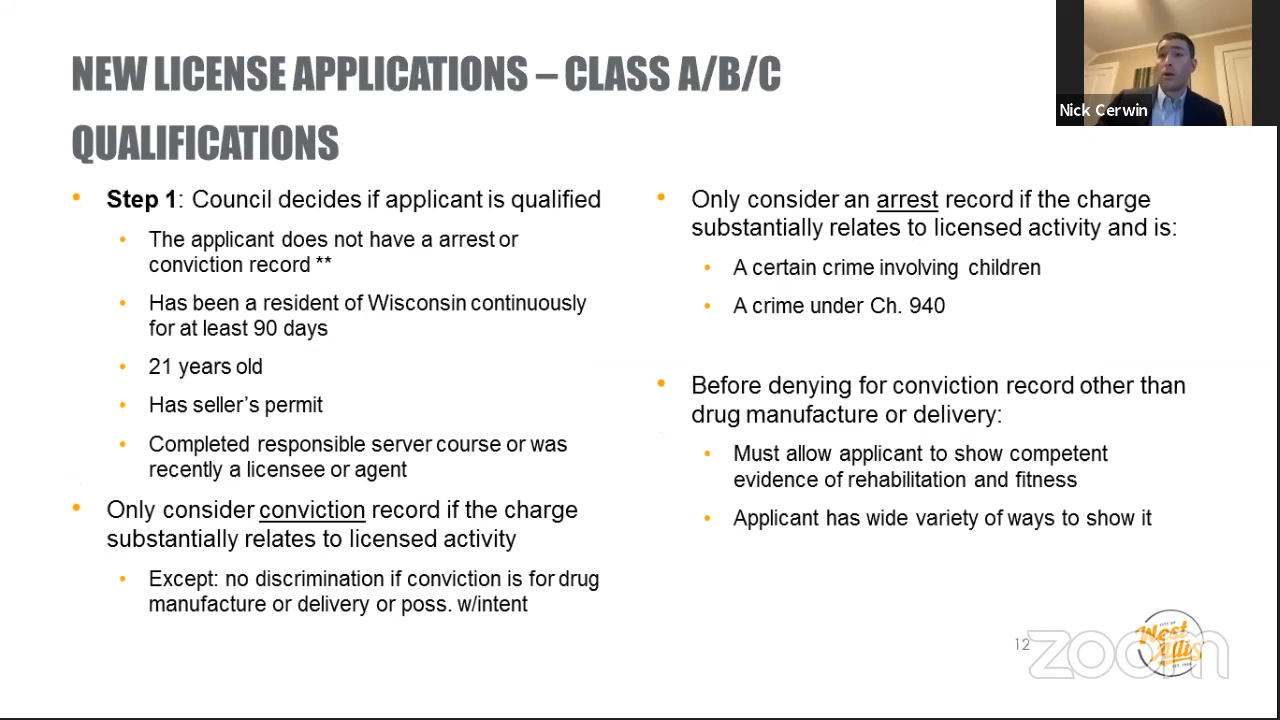 NEW LICENSE APPLICATIONS – CLASS A/B/C
QUALIFICATIONS
Nick Cerwin
• Step 1: Council decides if applicant is qualified
• The applicant does not have a arrest or
conviction record **
• Has been a resident of Wisconsin continuously
for at least 90 days
• 21 years old
• Has seller's permit
• Completed responsible server course or was
recently a licensee or agent
• Only consider conviction record if the charge
substantially relates to licensed activity
• Except: no discrimination if conviction is for drug
manufacture or delivery or poss. w/intent
• Only consider an arrest record if the charge
substantially relates to licensed activity and is:
• A certain crime involving children
• A crime under Ch. 940
• Before denying for conviction record other than
drug manufacture or delivery:
• Must allow applicant to show competent
evidence of rehabilitation and fitness
• Applicant has wide variety of ways to show it
12
CITY OF
West
Allis
zoom